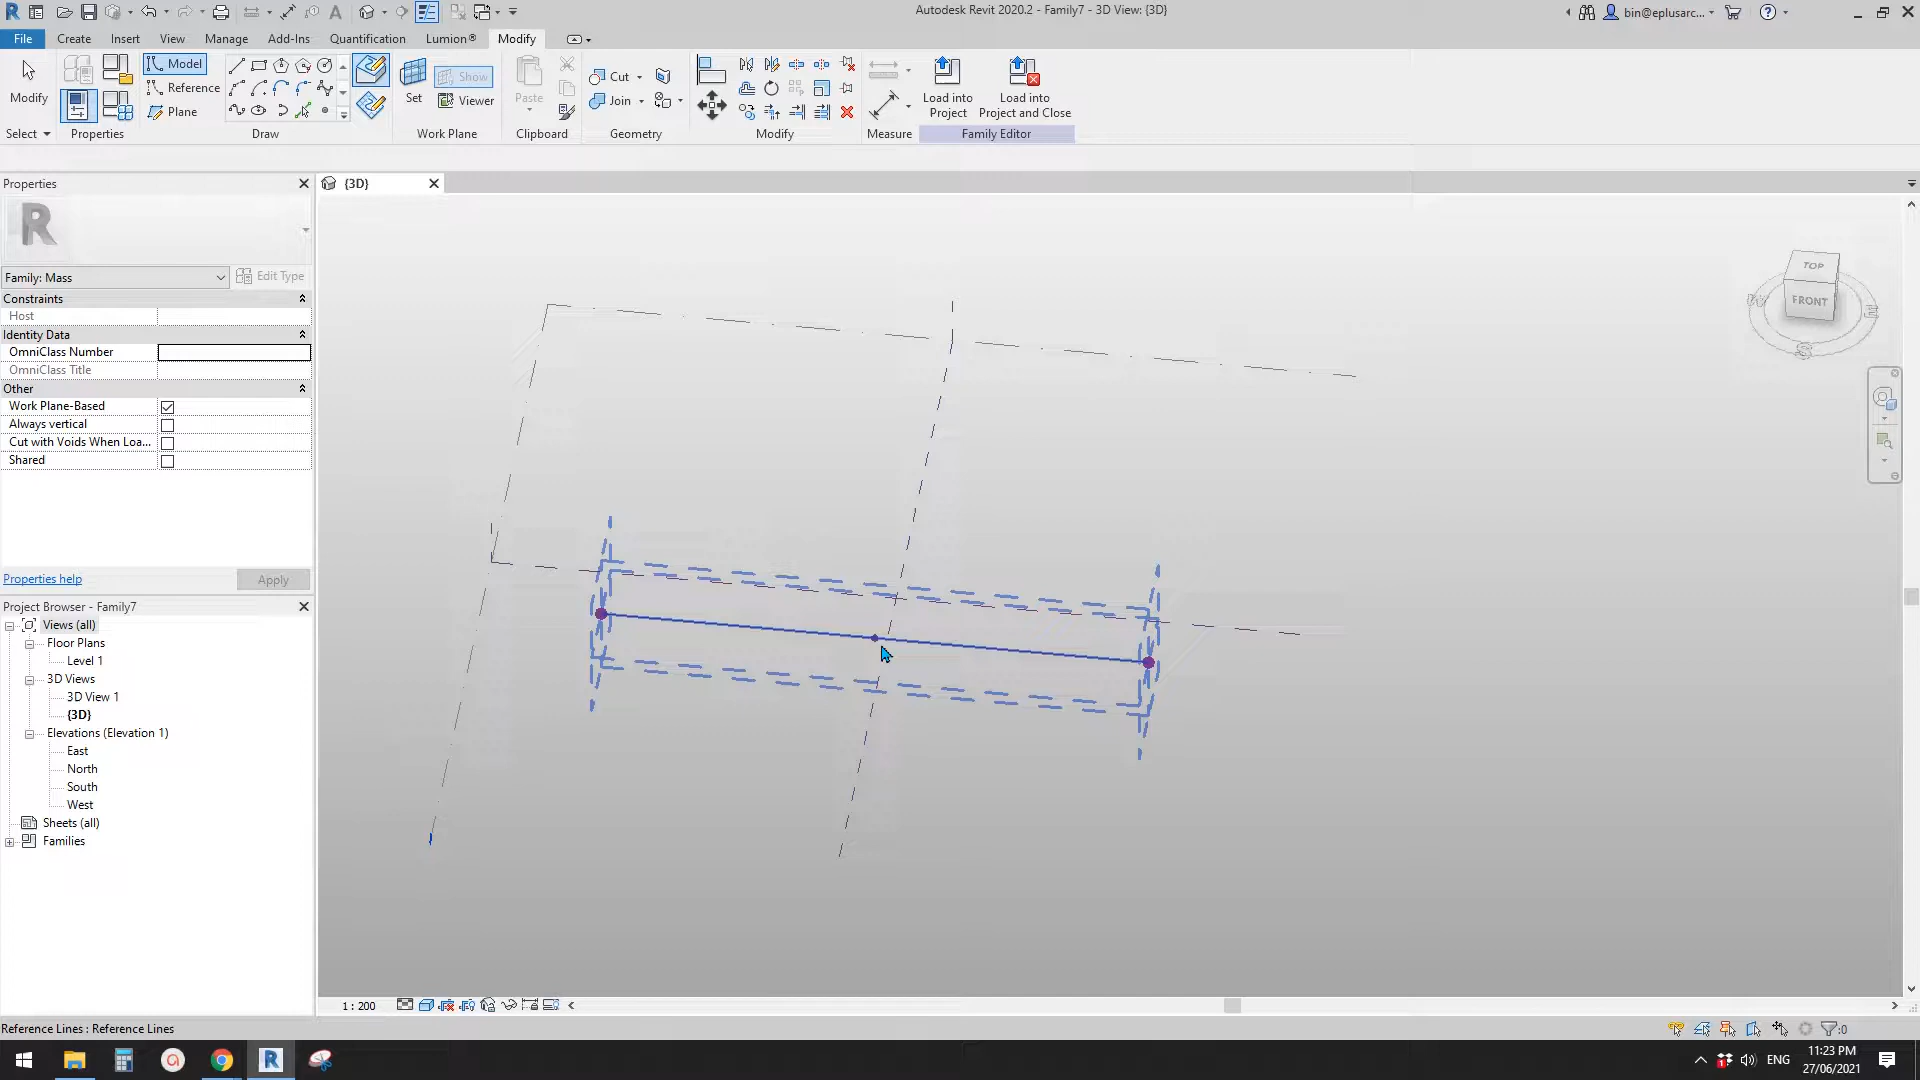 Autodesk Revit 2020.2 - Family7 - 3D View: {3D}
bin@eplusarc...
File
Create
Insert
View
Manage
Add-Ins
Quantification
Lumion®
Modify
Modify
Select
Properties
Model
Reference
Plane
Draw
Set
Show
Viewer
Work Plane
Paste
Clipboard
Cut
Join
Geometry
Modify
Measure
Load into
Project
Load into
Project and Close
Family Editor
Properties
{3D}
R
Family: Mass
Edit Type
Constraints
Host
Identity Data
OmniClass Number
OmniClass Title
Other
Work Plane-Based
Always vertical
Cut with Voids When Loa...
Shared
Properties help
Apply
Project Browser - Family7
Views (all)
Floor Plans
Level 1
3D Views
3D View 1
{3D}
Elevations (Elevation 1)
East
North
South
West
Sheets (all)
Families
TOP
FRONT
W
E
S
1 : 200
Reference Lines : Reference Lines
:0
ENG
11:23 PM
27/06/2021